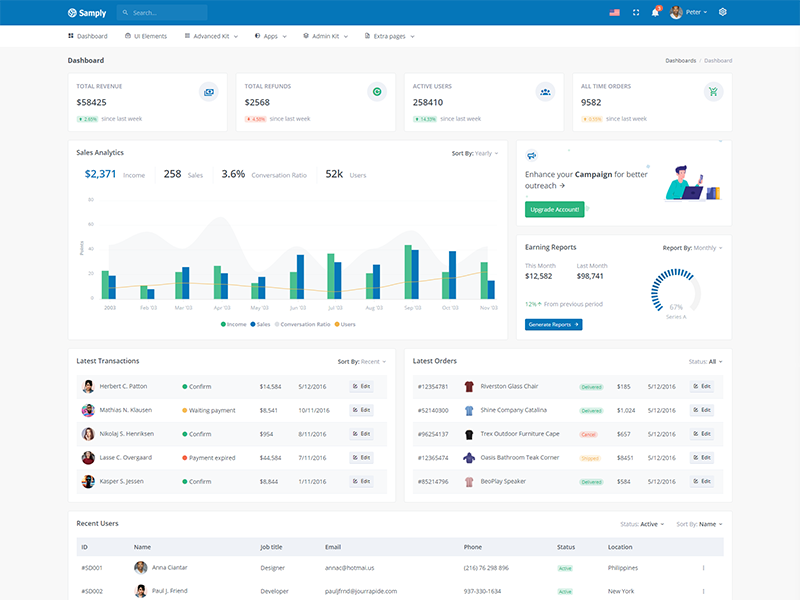 Samply Search... 5 Peter
Dashboard UI Elements Advanced Kit Apps Admin Kit Extra pages
Dashboard Dashboards / Dashboard
TOTAL REVENUE
$58425
2.65% since last week
TOTAL REFUNDS
$2568
4.58% since last week
ACTIVE USERS
258410
14.33% since last week
ALL TIME ORDERS
9582
since last week
Sales Analytics Sort By: Yearly
$2,371 Income 258 Sales 3.6% Conversation Ratio 52k Users
Points
80
60
40
20
0
2003 Feb '03 Mar '03 Apr '03 May '03 Jun '03 Jul '03 Aug '03 Sep '03 Oct '03 Nov '03
Income Sales Conversation Ratio Users
Enhance your Campaign for better
outreach →
Upgrade Account!
Earning Reports Report By: Monthly
This Month Last Month
$12,582 $98,741
12% From previous period
Generate Reports →
67%
Series A
Latest Transactions Sort By: Recent
Herbert C. Patton Confirm $14,584 5/12/2016 Edit
Mathias N. Klausen Waiting payment $8,541 10/11/2016 Edit
Nikolaj S. Henriksen Confirm $954 8/11/2016 Edit
Lasse C. Overgaard Payment expired $44,584 7/11/2016 Edit
Kasper S. Jessen Confirm $8,844 1/11/2016 Edit
Latest Orders Status: All
#12354781 Riverston Glass Chair Delivered $185 5/12/2016 Edit
#52140300 Shine Company Catalina Delivered $1,024 5/12/2016 Edit
#96254137 Trex Outdoor Furniture Cape Cancel $657 5/12/2016 Edit
#12365474 Oasis Bathroom Teak Corner Shipped $8451 5/12/2016 Edit
#85214796 BeoPlay Speaker Delivered $584 5/12/2016 Edit
Recent Users Status: Active Sort By: Name
ID Name Job title Email Phone Status Location
#SD001 Anna Ciantar Designer annac@hotmai.us (216) 76 298 896 Active Philippines
#SD002 Paul J. Friend Developer pauljfrnd@jourrapide.com 937-330-1634 Active New York